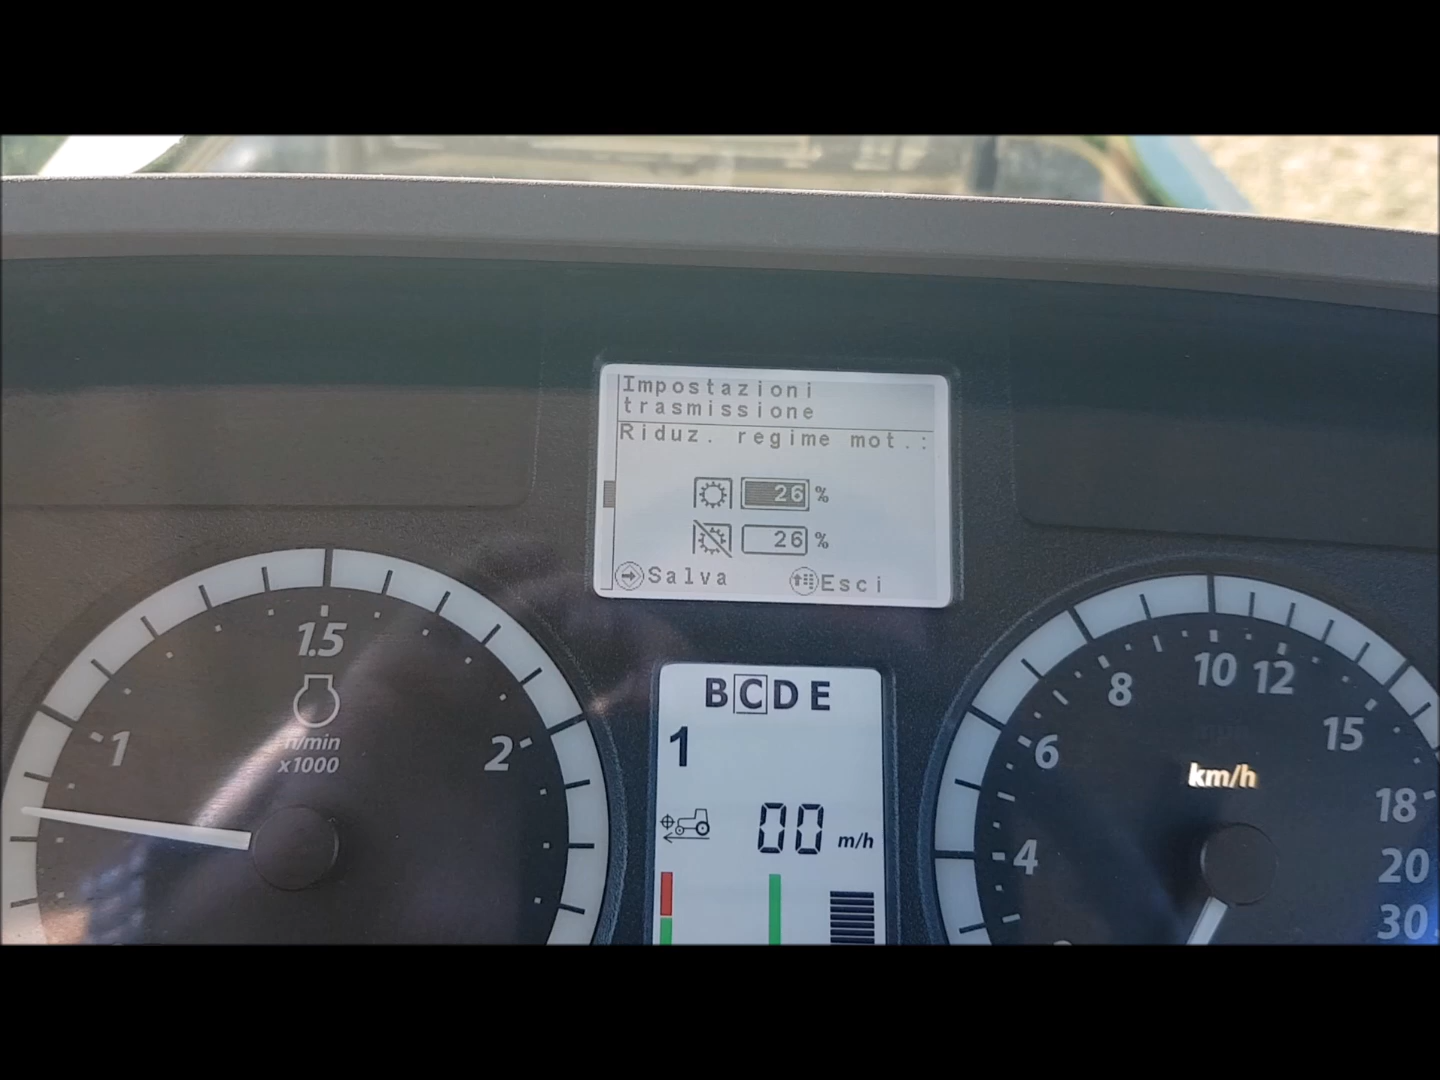 Impostazioni
trasmissione
Riduz. regime mot.:
26 %
26 %
Salva Esci
1
1.5
2
n/min
x1000
B C D E
1
00 m/h
4
6
8
10
12
15
18
20
30
km/h